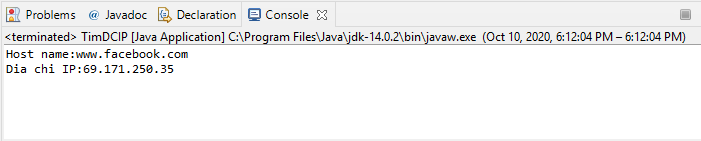 Problems @ Javadoc Declaration Console
<terminated> TimDCIP [Java Application] C:\Program Files\Java\jdk-14.0.2\bin\javaw.exe (Oct 10, 2020, 6:12:04 PM – 6:12:04 PM)
Host name:www.facebook.com
Dia chi IP:69.171.250.35